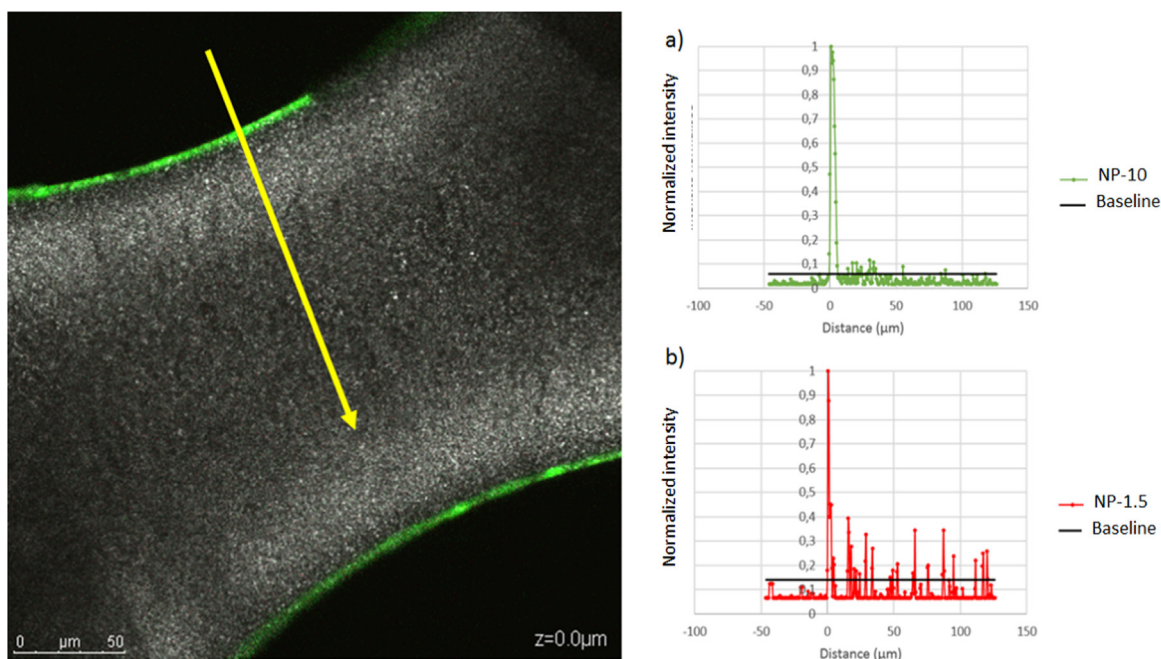 0 µm 50
z=0.0µm
a)
Normalized intensity
1
0,9
0,8
0,7
0,6
0,5
0,4
0,3
0,2
0,1
0
-100 -50 0 50 100 150
Distance (µm)
NP-10
Baseline
b)
Normalized intensity
1
0,9
0,8
0,7
0,6
0,5
0,4
0,3
0,2
0,1
0
-100 -50 0 50 100 150
Distance (µm)
NP-1.5
Baseline